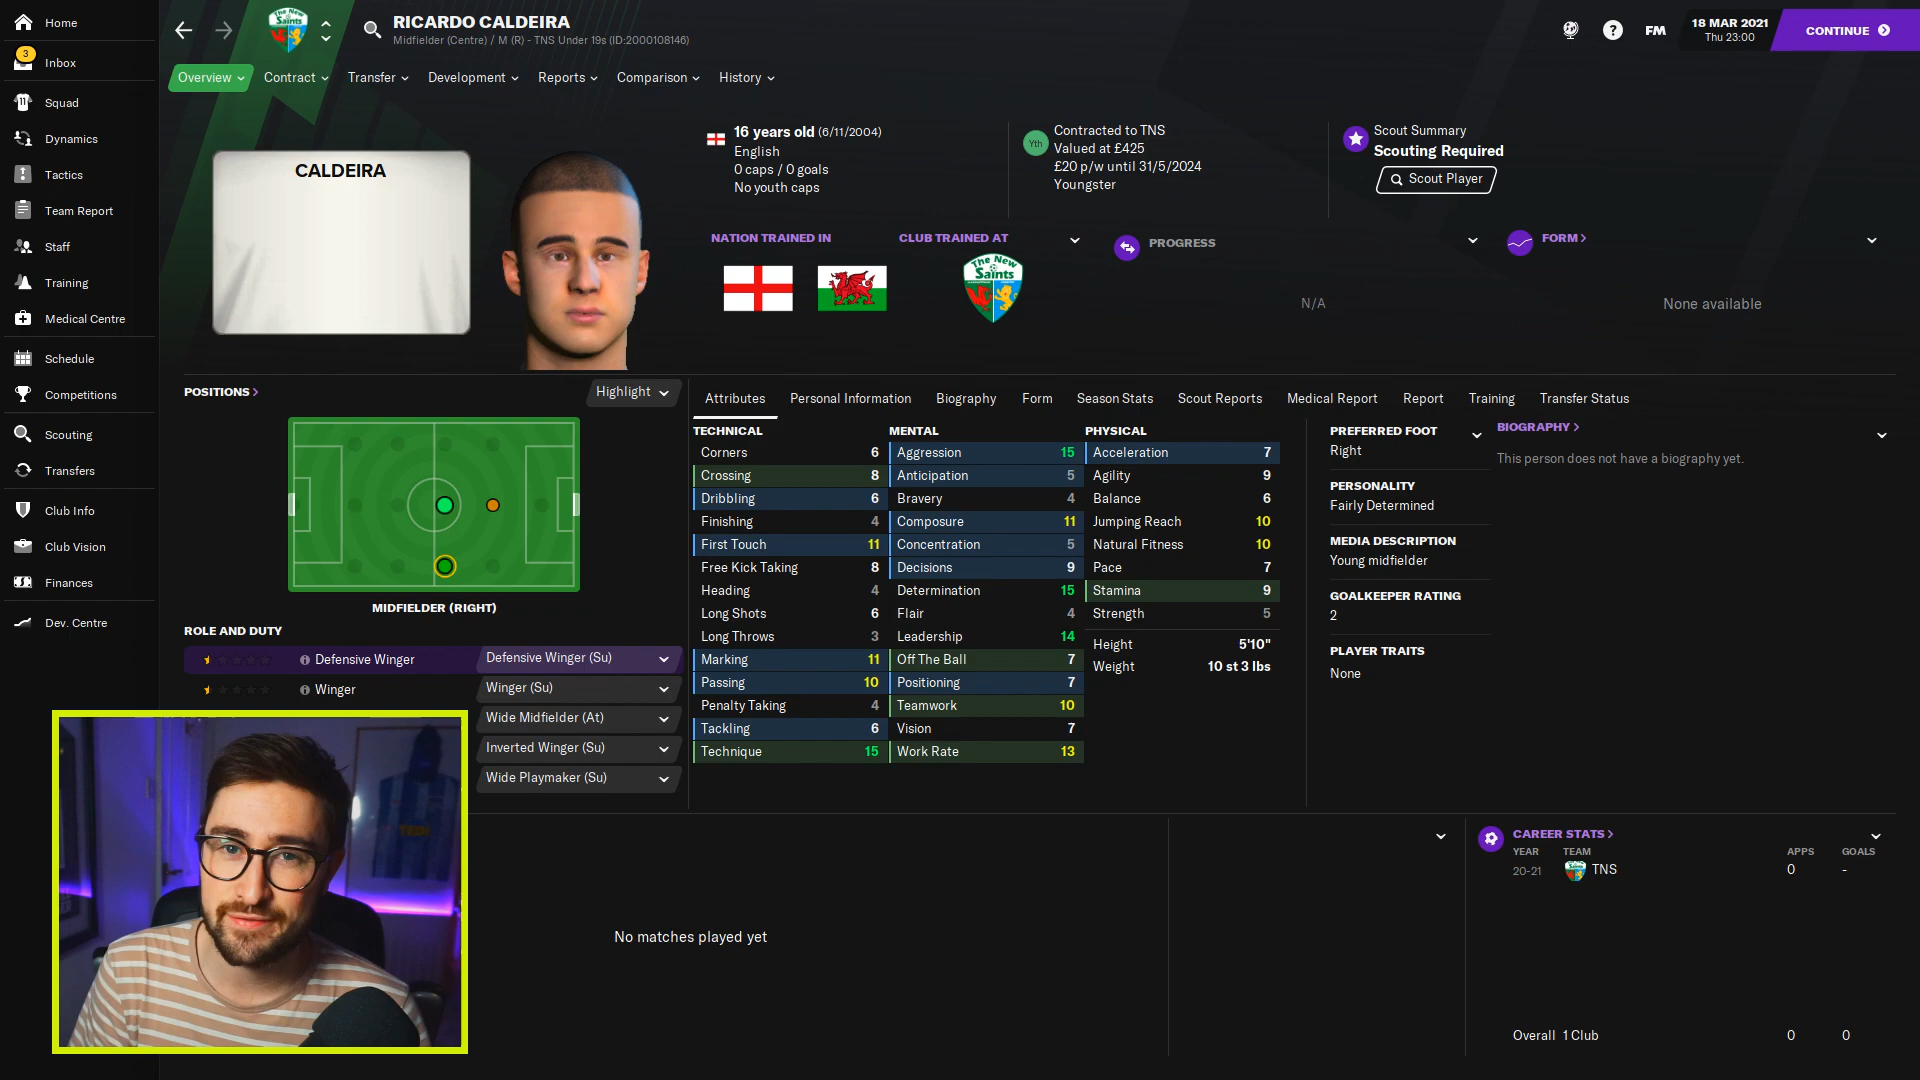 Home
3
Inbox
Squad
Dynamics
Tactics
Team Report
Staff
Training
Medical Centre
Schedule
Competitions
Scouting
Transfers
Club Info
Club Vision
Finances
Dev. Centre
The New Saints
RICARDO CALDEIRA
Midfielder (Centre) / M (R) - TNS Under 19s (ID:2000108146)
FM
18 MAR 2021
Thu 23:00
CONTINUE
Overview
Contract
Transfer
Development
Reports
Comparison
History
CALDEIRA
16 years old (6/11/2004)
English
0 caps / 0 goals
No youth caps
Yth
Contracted to TNS
Valued at £425
£20 p/w until 31/5/2024
Youngster
Scout Summary
Scouting Required
Scout Player
NATION TRAINED IN
CLUB TRAINED AT
The New Saints
PROGRESS
N/A
FORM
None available
POSITIONS
Highlight
MIDFIELDER (RIGHT)
ROLE AND DUTY
Defensive Winger
Defensive Winger (Su)
Winger
Winger (Su)
Wide Midfielder (At)
Inverted Winger (Su)
Wide Playmaker (Su)
Attributes
Personal Information
Biography
Form
Season Stats
Scout Reports
Medical Report
Report
Training
Transfer Status
TECHNICAL
Corners 6
Crossing 8
Dribbling 6
Finishing 4
First Touch 11
Free Kick Taking 8
Heading 4
Long Shots 6
Long Throws 3
Marking 11
Passing 10
Penalty Taking 4
Tackling 6
Technique 15
MENTAL
Aggression 15
Anticipation 5
Bravery 4
Composure 11
Concentration 5
Decisions 9
Determination 15
Flair 4
Leadership 14
Off The Ball 7
Positioning 7
Teamwork 10
Vision 7
Work Rate 13
PHYSICAL
Acceleration 7
Agility 9
Balance 6
Jumping Reach 10
Natural Fitness 10
Pace 7
Stamina 9
Strength 5
Height 5'10"
Weight 10 st 3 lbs
PREFERRED FOOT
Right
PERSONALITY
Fairly Determined
MEDIA DESCRIPTION
Young midfielder
GOALKEEPER RATING
2
PLAYER TRAITS
None
BIOGRAPHY
This person does not have a biography yet.
No matches played yet
CAREER STATS
YEAR TEAM APPS GOALS
20-21 TNS 0 -
Overall 1 Club 0 0